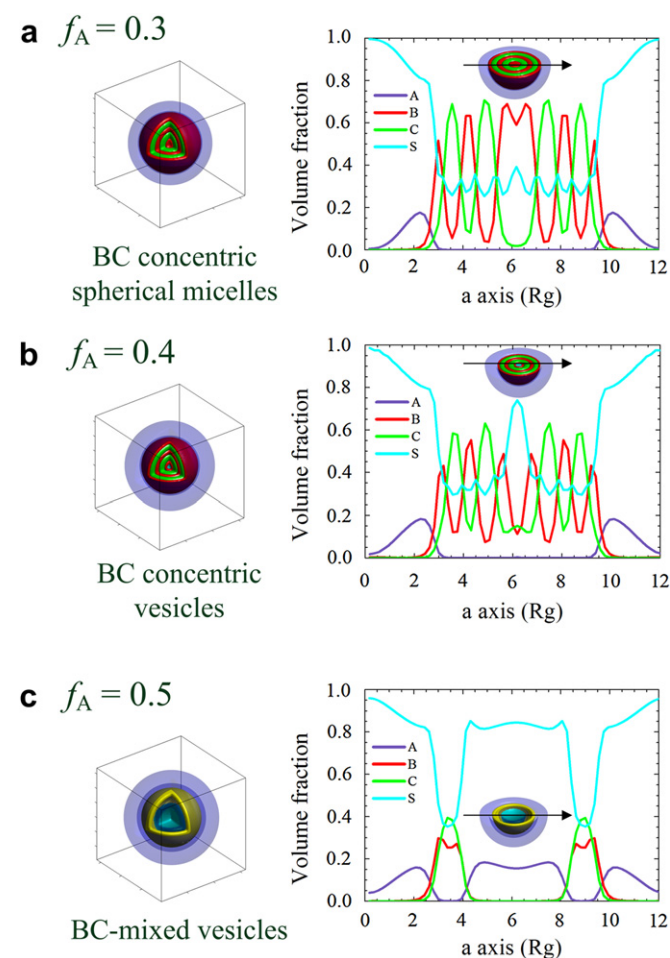 a fA = 0.3
BC concentric
spherical micelles
Volume fraction
1.0
0.8
0.6
0.4
0.2
0.0
A
B
C
S
0 2 4 6 8 10 12
a axis (Rg)
b fA = 0.4
BC concentric
vesicles
Volume fraction
1.0
0.8
0.6
0.4
0.2
0.0
A
B
C
S
0 2 4 6 8 10 12
a axis (Rg)
c fA = 0.5
BC-mixed vesicles
Volume fraction
1.0
0.8
0.6
0.4
0.2
0.0
A
B
C
S
0 2 4 6 8 10 12
a axis (Rg)